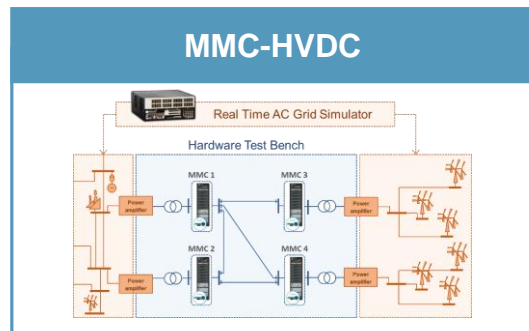 MMC-HVDC
Real Time AC Grid Simulator
Hardware Test Bench
MMC 1
MMC 3
Power
amplifier
Power
amplifier
MMC 2
MMC 4
Power
amplifier
Power
amplifier